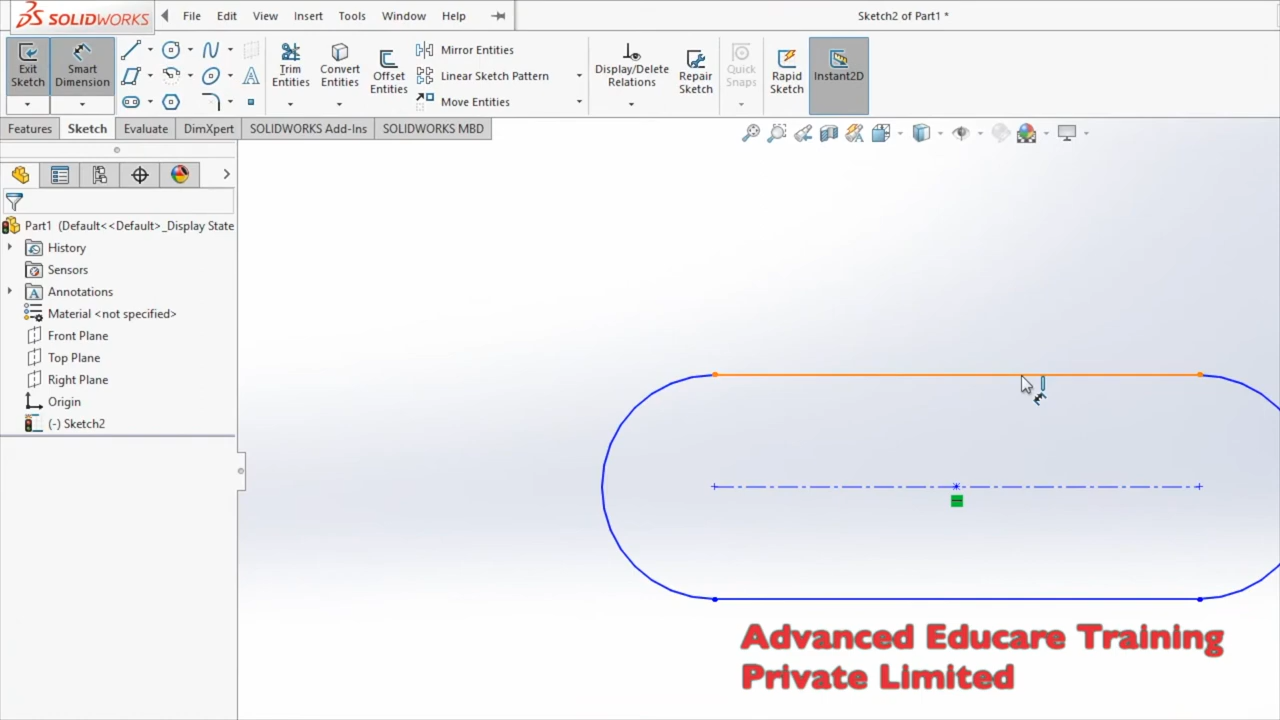 SOLIDWORKS
File Edit View Insert Tools Window Help
Sketch2 of Part1 *
Exit Sketch
Smart Dimension
Trim Entities
Convert Entities
Offset Entities
Mirror Entities
Linear Sketch Pattern
Move Entities
Display/Delete Relations
Repair Sketch
Quick Snaps
Rapid Sketch
Instant2D
Features Sketch Evaluate DimXpert SOLIDWORKS Add-Ins SOLIDWORKS MBD
Part1 (Default<<Default>_Display State
History
Sensors
Annotations
Material <not specified>
Front Plane
Top Plane
Right Plane
Origin
(-) Sketch2
Advanced Educare Training
Private Limited